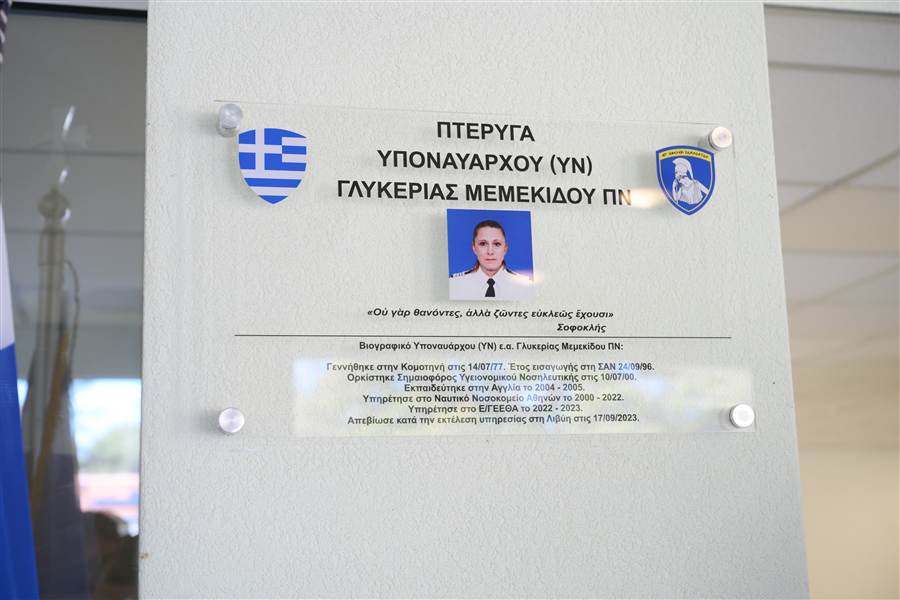 ΠΤΕΡΥΓΑ
ΥΠΟΝΑΥΑΡΧΟΥ (ΥΝ)
ΓΛΥΚΕΡΙΑΣ ΜΕΜΕΚΙΔΟΥ ΠΝ
«Οὐ γὰρ θανόντες, ἀλλὰ ζῶντες εὐκλεῶς ἔχουσι»
Σοφοκλής
Βιογραφικό Υποναυάρχου (ΥΝ) ε.α. Γλυκερίας Μεμεκίδου ΠΝ:
Γεννήθηκε στην Κομοτηνή στις 14/07/77. Έτος εισαγωγής στη ΣΑΝ 24/09/96.
Ορκίστηκε Σημαιοφόρος Υγειονομικού Νοσηλευτικής στις 10/07/00.
Εκπαιδεύτηκε στην Αγγλία το 2004 - 2005.
Υπηρέτησε στο Ναυτικό Νοσοκομείο Αθηνών το 2000 - 2022.
Υπηρέτησε στο Ε/ΓΕΕΘΑ το 2022 - 2023.
Απεβίωσε κατά την εκτέλεση υπηρεσίας στη Λιβύη στις 17/09/2023.